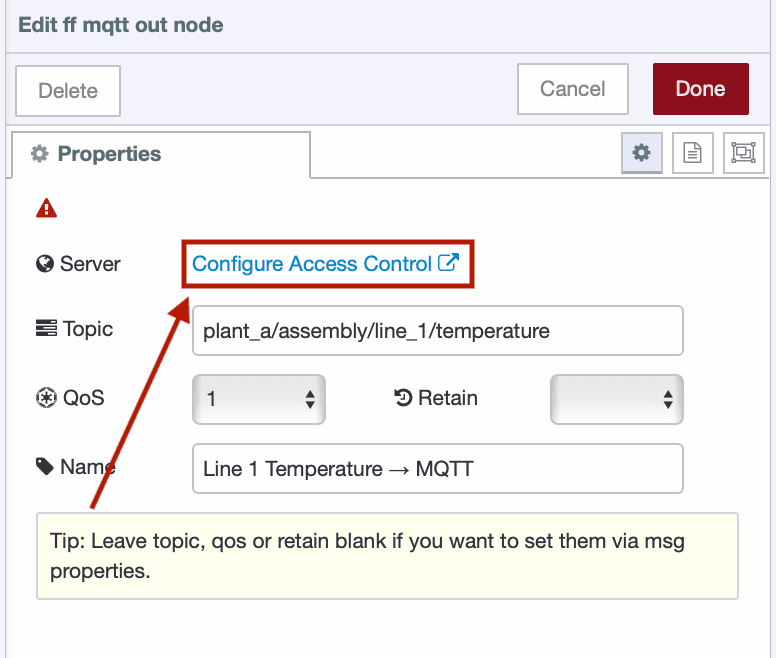 Edit ff mqtt out node
Delete
Cancel
Done
Properties
Server
Configure Access Control
Topic
plant_a/assembly/line_1/temperature
QoS
1
Retain
Name
Line 1 Temperature → MQTT
Tip: Leave topic, qos or retain blank if you want to set them via msg
properties.